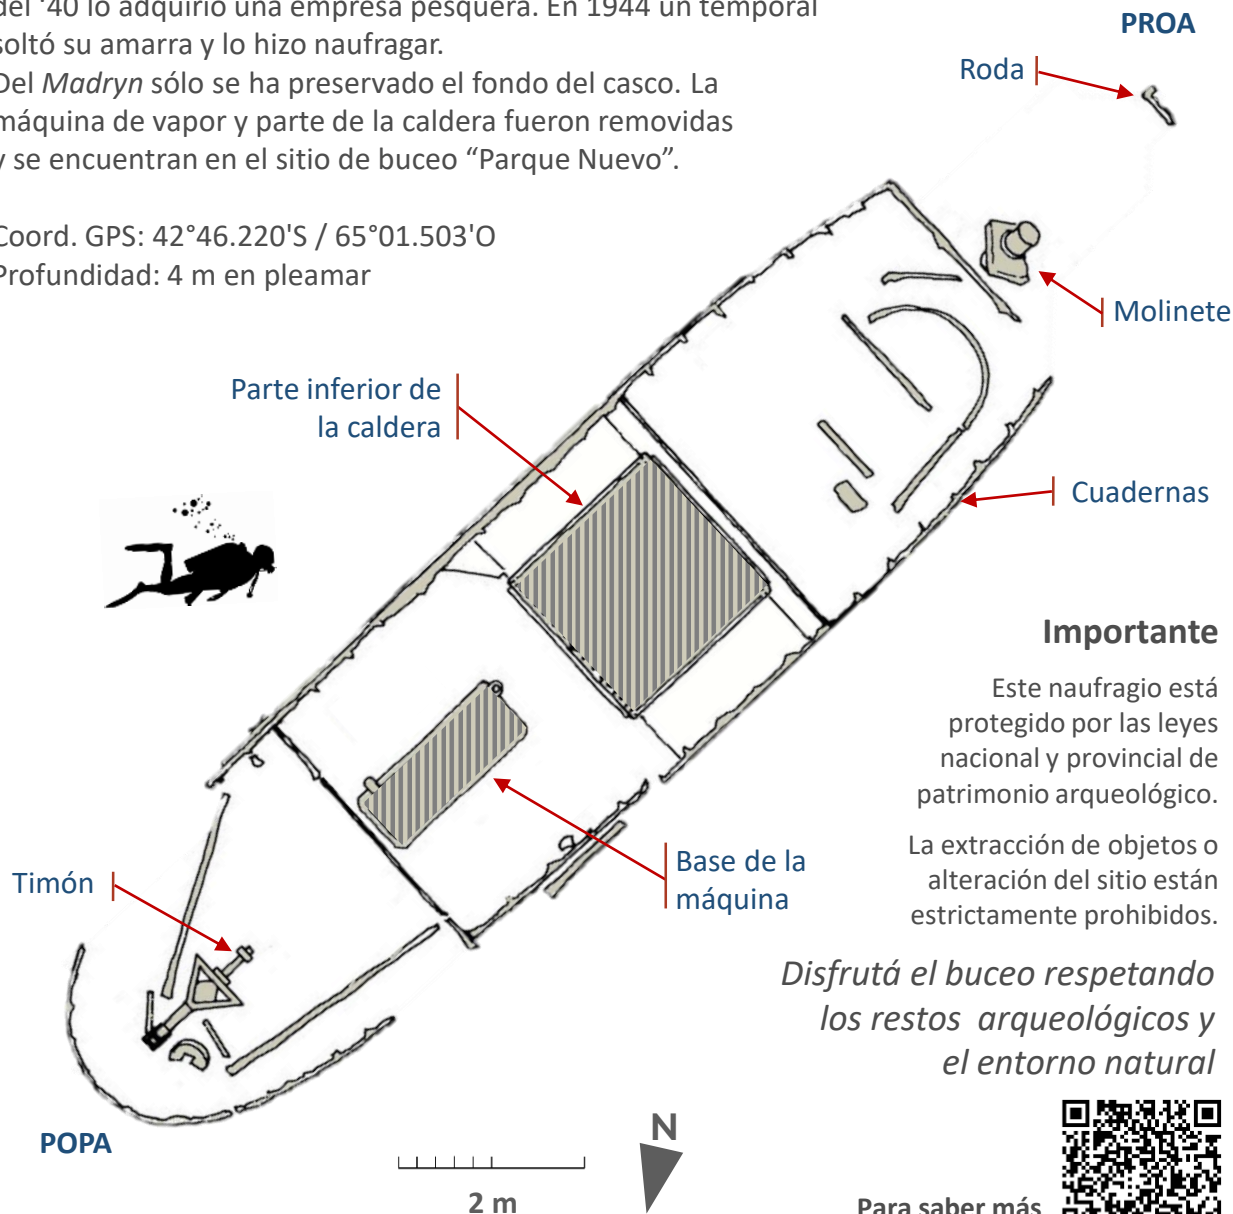 del ‘40 lo adquirió una empresa pesquera. En 1944 un temporal
soltó su amarra y lo hizo naufragar.
Del Madryn sólo se ha preservado el fondo del casco. La
máquina de vapor y parte de la caldera fueron removidas
y se encuentran en el sitio de buceo “Parque Nuevo”.
Coord. GPS: 42°46.220'S / 65°01.503'O
Profundidad: 4 m en pleamar
PROA
Roda
Molinete
Parte inferior de
la caldera
Cuadernas
Importante
Este naufragio está
protegido por las leyes
nacional y provincial de
patrimonio arqueológico.
La extracción de objetos o
alteración del sitio están
estrictamente prohibidos.
Timón
Base de la
máquina
Disfrutá el buceo respetando
los restos arqueológicos y
el entorno natural
POPA
N
2 m
Para saber más